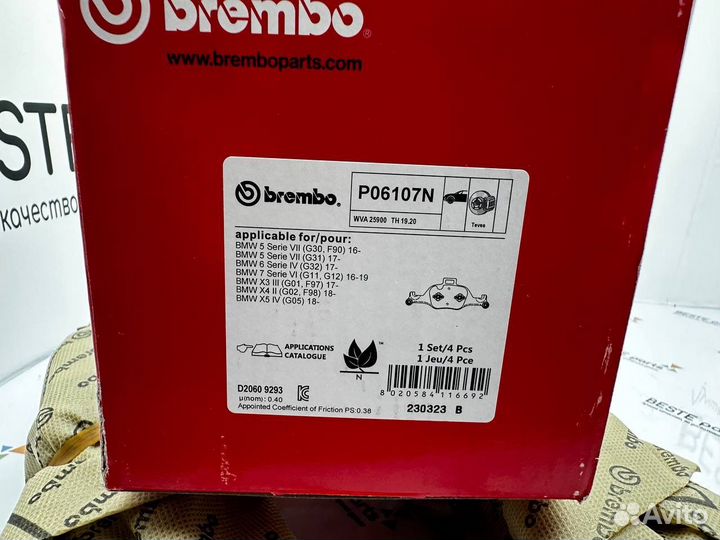 brembo®
www.bremboparts.com
STE
качество
brembo.
P06107N
WVA 25900 TH 19.20
Teves
applicable for/pour:
BMW 5 Serie VII (G30, F90) 16-
BMW 5 Serie VII (G31) 17-
BMW 6 Serie IV (G32) 17-
BMW 7 Serie VI (G11, G12) 16-19
BMW X3 III (G01, F97) 17-
BMW X4 II (G02, F98) 18-
BMW X5 IV (G05) 18-
APPLICATIONS
CATALOGUE
N
TM
1 Set/4 Pcs
1 Jeu/4 Pce
D2060 9293
µ(nom): 0.40
Appointed Coefficient of Friction PS:0.38
8 020584 116692
230323 B
BESTE
brembo
brembo
brembo
Avito